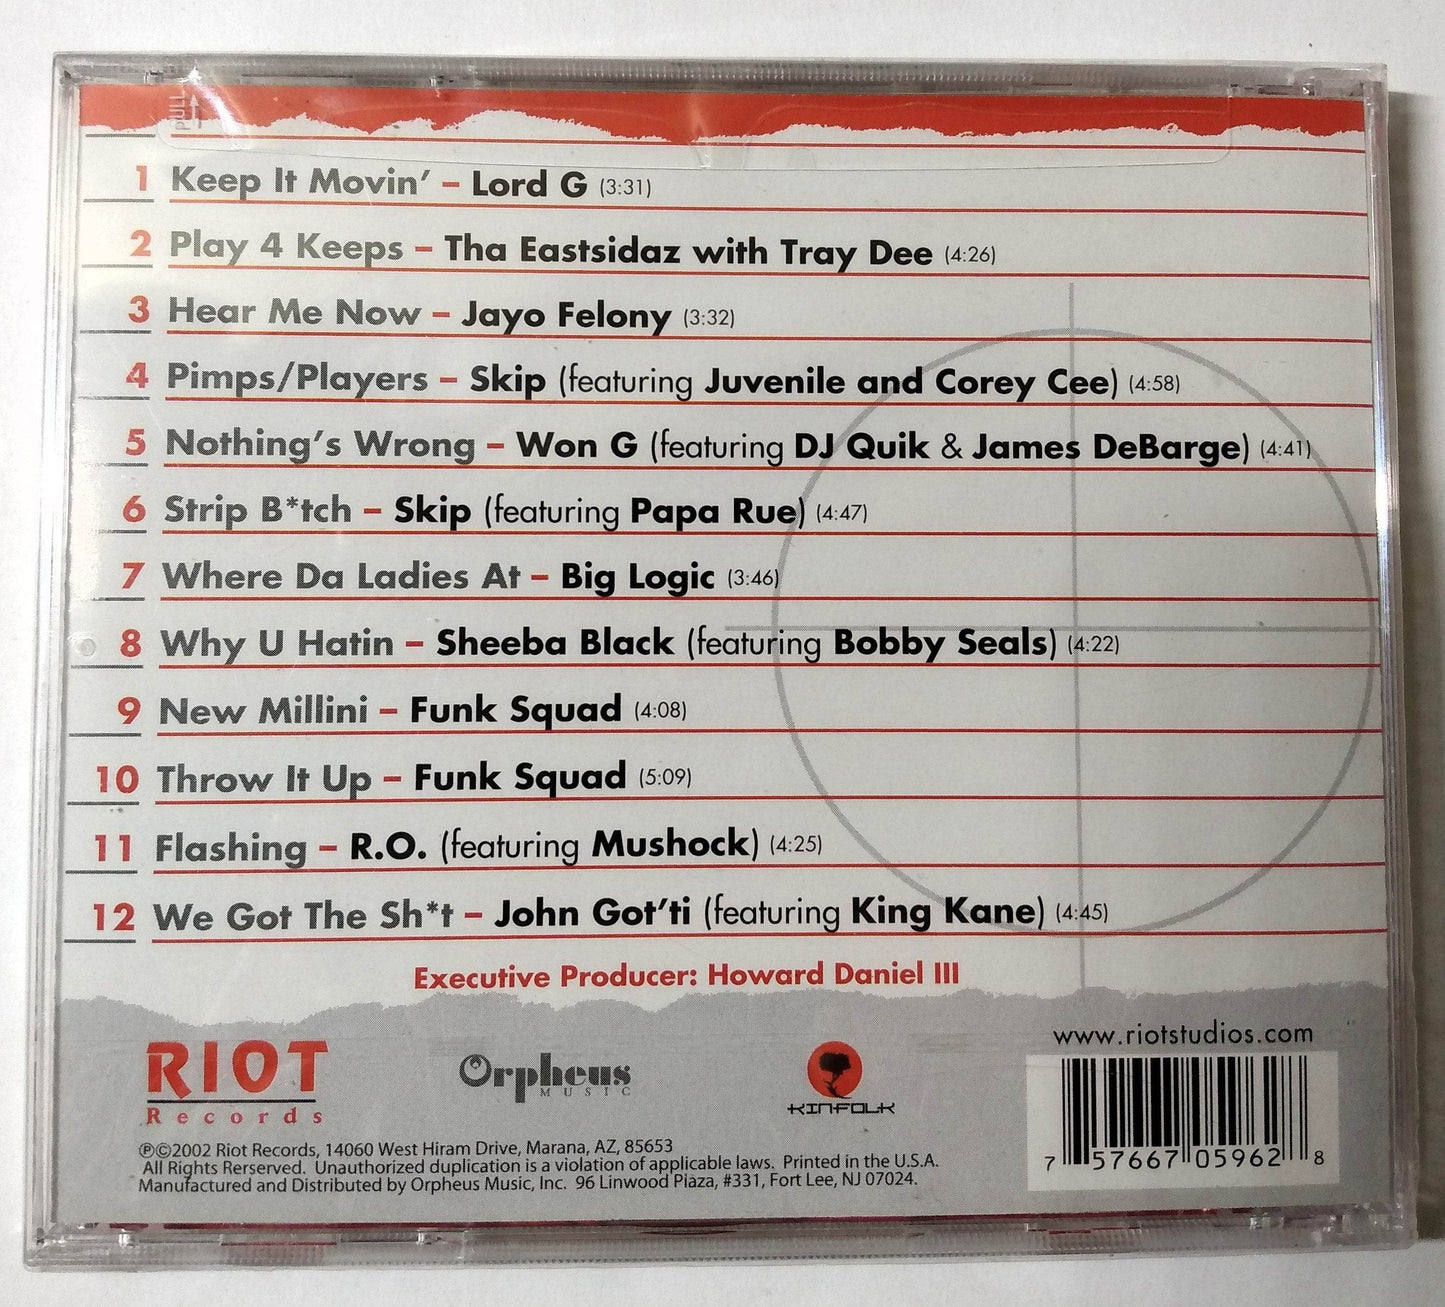 PULL
1 Keep It Movin' – Lord G (3:31)
2 Play 4 Keeps – Tha Eastsidaz with Tray Dee (4:26)
3 Hear Me Now – Jayo Felony (3:32)
4 Pimps/Players – Skip (featuring Juvenile and Corey Cee) (4:58)
5 Nothing's Wrong – Won G (featuring DJ Quik & James DeBarge) (4:41)
6 Strip B*tch – Skip (featuring Papa Rue) (4:47)
7 Where Da Ladies At – Big Logic (3:46)
8 Why U Hatin – Sheeba Black (featuring Bobby Seals) (4:22)
9 New Millini – Funk Squad (4:08)
10 Throw It Up – Funk Squad (5:09)
11 Flashing – R.O. (featuring Mushock) (4:25)
12 We Got The Sh*t – John Got'ti (featuring King Kane) (4:45)
Executive Producer: Howard Daniel III
www.riotstudios.com
RIOT
Records
Orpheus
MUSIC
KINFOLK
℗©2002 Riot Records, 14060 West Hiram Drive, Marana, AZ, 85653
All Rights Rerserved. Unauthorized duplication is a violation of applicable laws. Printed in the U.S.A.
Manufactured and Distributed by Orpheus Music, Inc. 96 Linwood Plaza, #331, Fort Lee, NJ 07024.
7 57667 05962 8